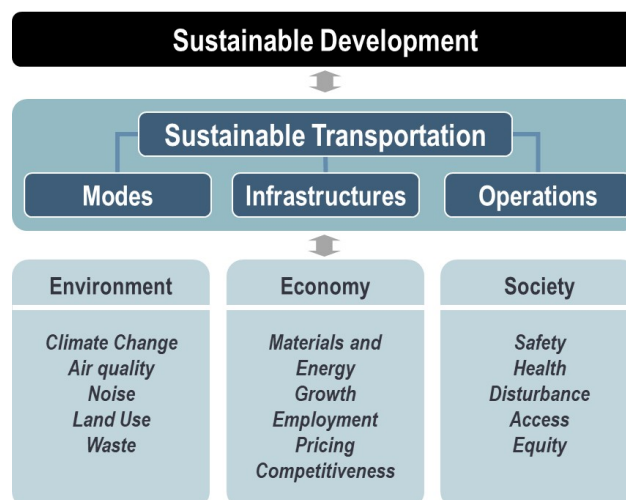 Sustainable Development
Sustainable Transportation
Modes
Infrastructures
Operations
Environment
Climate Change
Air quality
Noise
Land Use
Waste
Economy
Materials and
Energy
Growth
Employment
Pricing
Competitiveness
Society
Safety
Health
Disturbance
Access
Equity